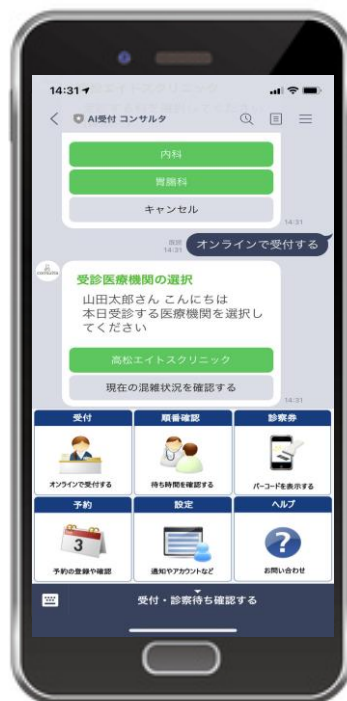 14:31
AI受付 コンサルタ
内科
胃腸科
キャンセル
14:31
既読
14:31
オンラインで受付する
受診医療機関の選択
山田太郎さん こんにちは
本日受診する医療機関を選択し
てください
高松エイトスクリニック
現在の混雑状況を確認する
14:31
受付
順番確認
診察券
オンラインで受付する
待ち時間を確認する
バーコードを表示する
予約
設定
ヘルプ
3
?
予約の登録や確認
通知やアカウントなど
お問い合わせ
受付・診察待ち確認する